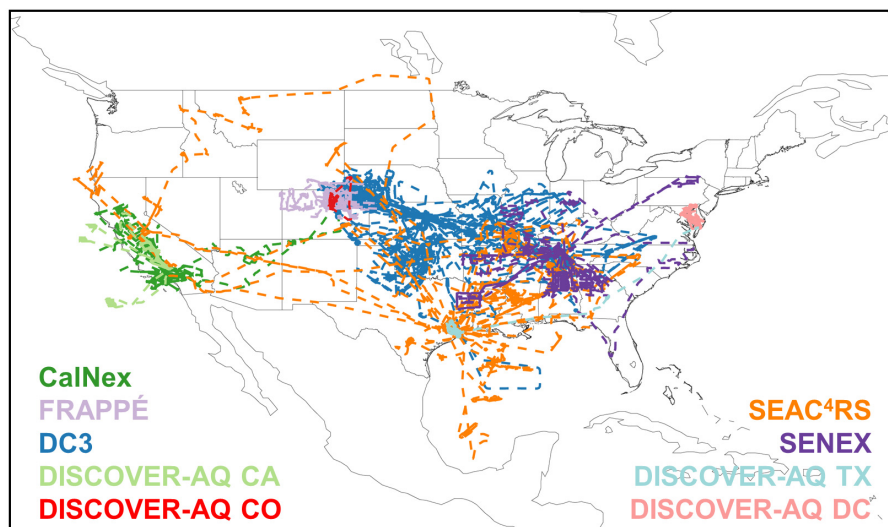 CalNex
FRAPPÉ
DC3
DISCOVER-AQ CA
DISCOVER-AQ CO
SEAC⁴RS
SENEX
DISCOVER-AQ TX
DISCOVER-AQ DC